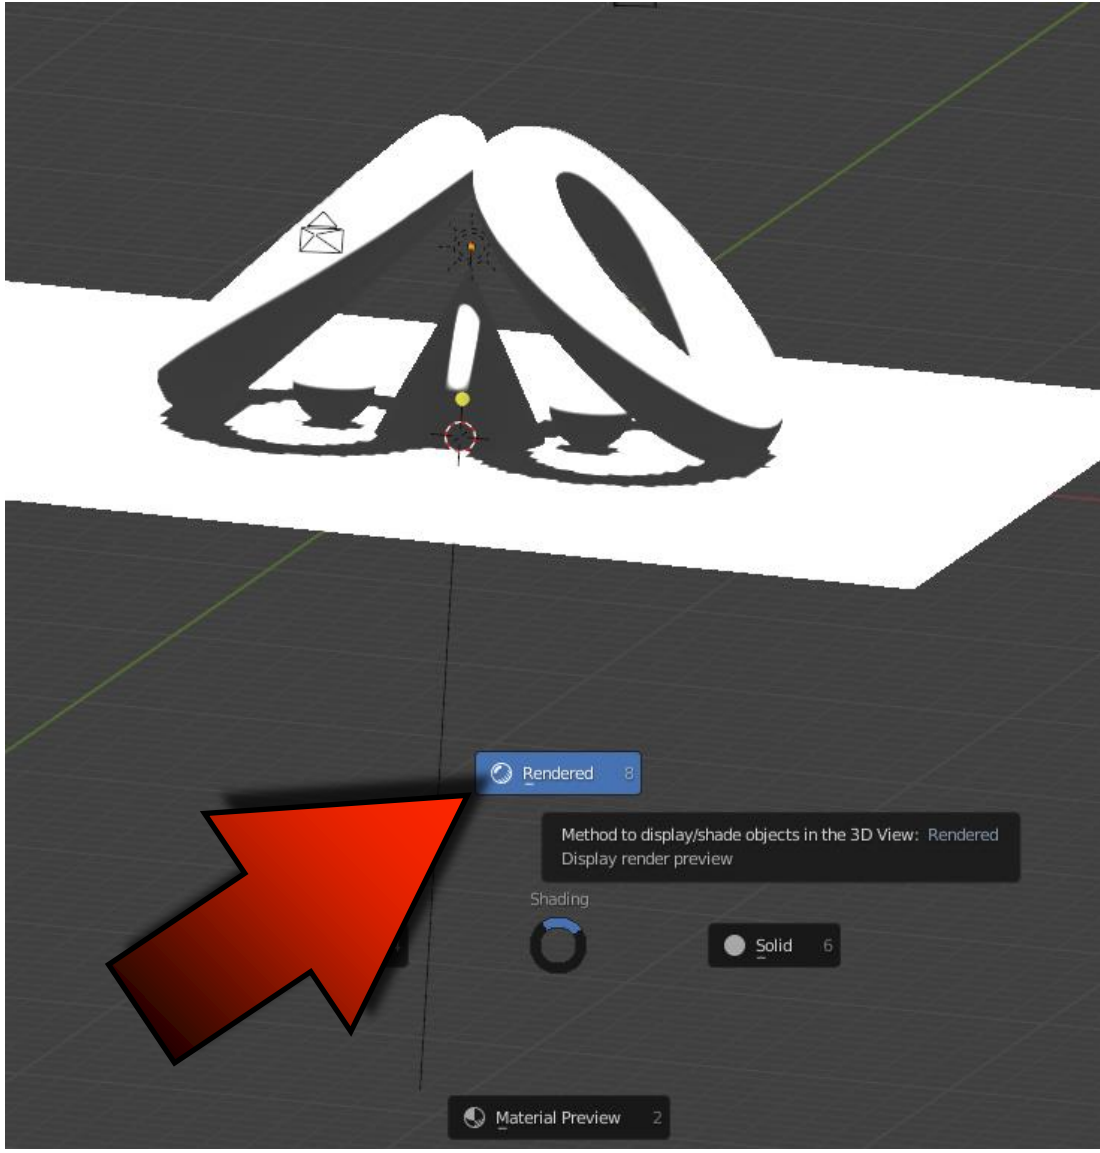 Rendered 8
Method to display/shade objects in the 3D View: Rendered
Display render preview
Shading
Solid 6
Material Preview 2